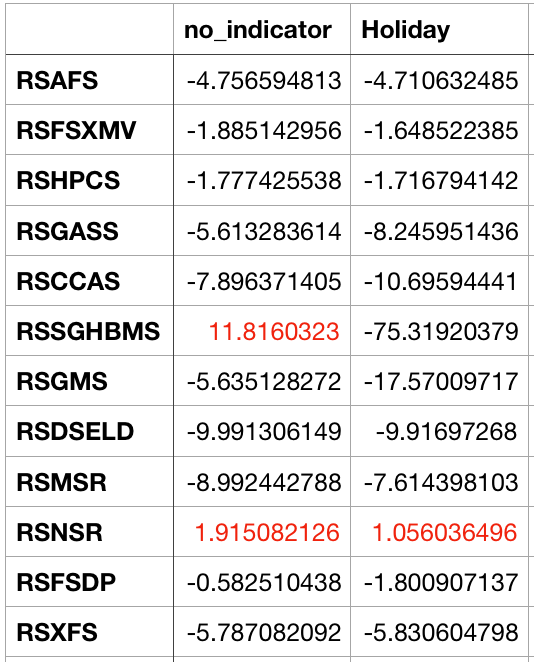 no_indicator Holiday
RSAFS -4.756594813 -4.710632485
RSFSXMV -1.885142956 -1.648522385
RSHPCS -1.777425538 -1.716794142
RSGASS -5.613283614 -8.245951436
RSCCAS -7.896371405 -10.69594441
RSSGHBMS 11.8160323 -75.31920379
RSGMS -5.635128272 -17.57009717
RSDSELD -9.991306149 -9.91697268
RSMSR -8.992442788 -7.614398103
RSNSR 1.915082126 1.056036496
RSFSDP -0.582510438 -1.800907137
RSXFS -5.787082092 -5.830604798